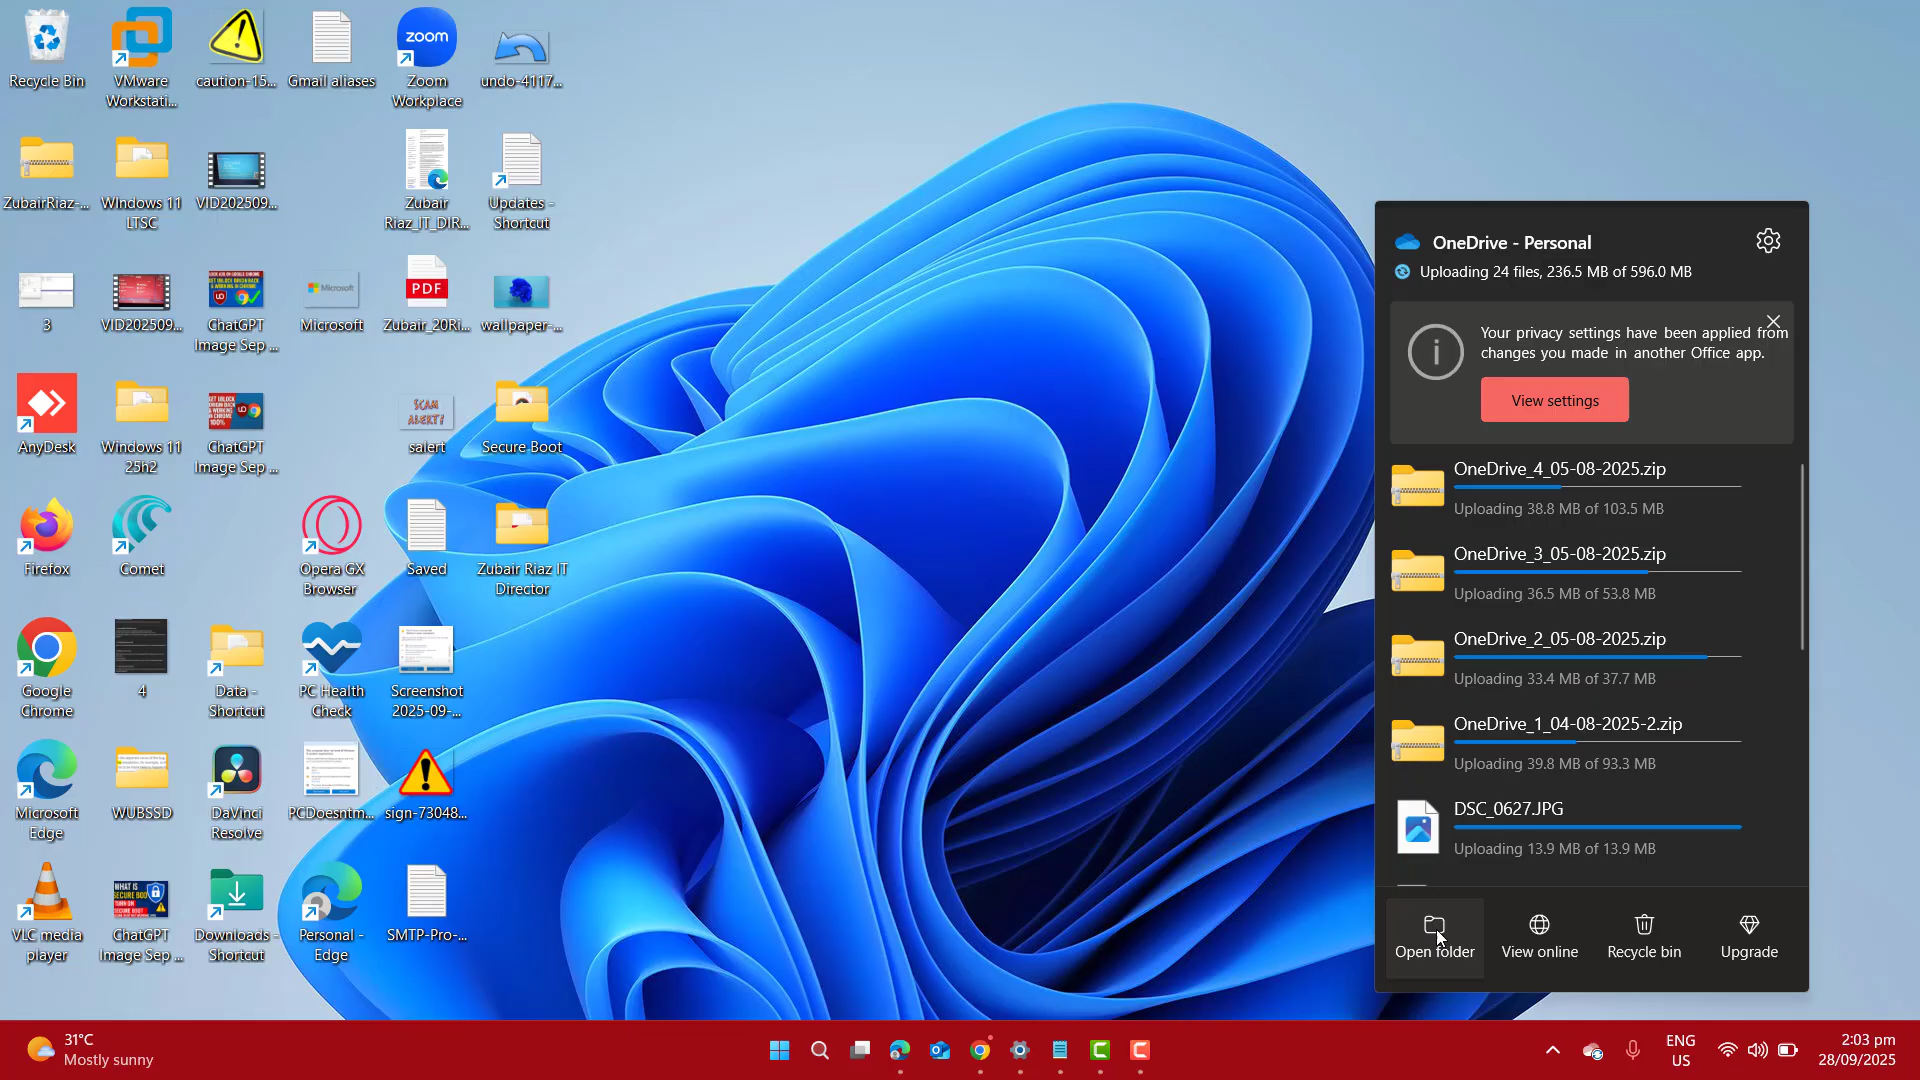 Recycle Bin
VMware
Workstati...
caution-15...
Gmail aliases
zoom
Zoom
Workplace
undo-4117...
ZubairRiaz-...
WIndows 11
LTSC
VID202509...
Zubair
Riaz_IT_DIR...
Updates -
Shortcut
3
VID202509...
ChatGPT
Image Sep ...
Microsoft
Microsoft
PDF
Zubair_20Ri...
wallpaper-...
AnyDesk
Windows 11
25h2
ChatGPT
Image Sep ...
SCAM
ALERT!
salert
Secure Boot
Firefox
Comet
Opera GX
Browser
Saved
Zubair Riaz IT
Director
Google
Chrome
4
Data -
Shortcut
PC Health
Check
Screenshot
2025-09-...
Microsoft
Edge
WUBSSD
DaVinci
Resolve
PCDoesntm...
sign-73048...
VLC media
player
WHAT IS
SECURE BOO
ChatGPT
Image Sep ...
Downloads -
Shortcut
Personal -
Edge
SMTP-Pro-...
OneDrive - Personal
Uploading 24 files, 236.5 MB of 596.0 MB
Your privacy settings have been applied from
changes you made in another Office app.
View settings
OneDrive_4_05-08-2025.zip
Uploading 38.8 MB of 103.5 MB
OneDrive_3_05-08-2025.zip
Uploading 36.5 MB of 53.8 MB
OneDrive_2_05-08-2025.zip
Uploading 33.4 MB of 37.7 MB
OneDrive_1_04-08-2025-2.zip
Uploading 39.8 MB of 93.3 MB
DSC_0627.JPG
Uploading 13.9 MB of 13.9 MB
Open folder
View online
Recycle bin
Upgrade
31°C
Mostly sunny
ENG
US
2:03 pm
28/09/2025